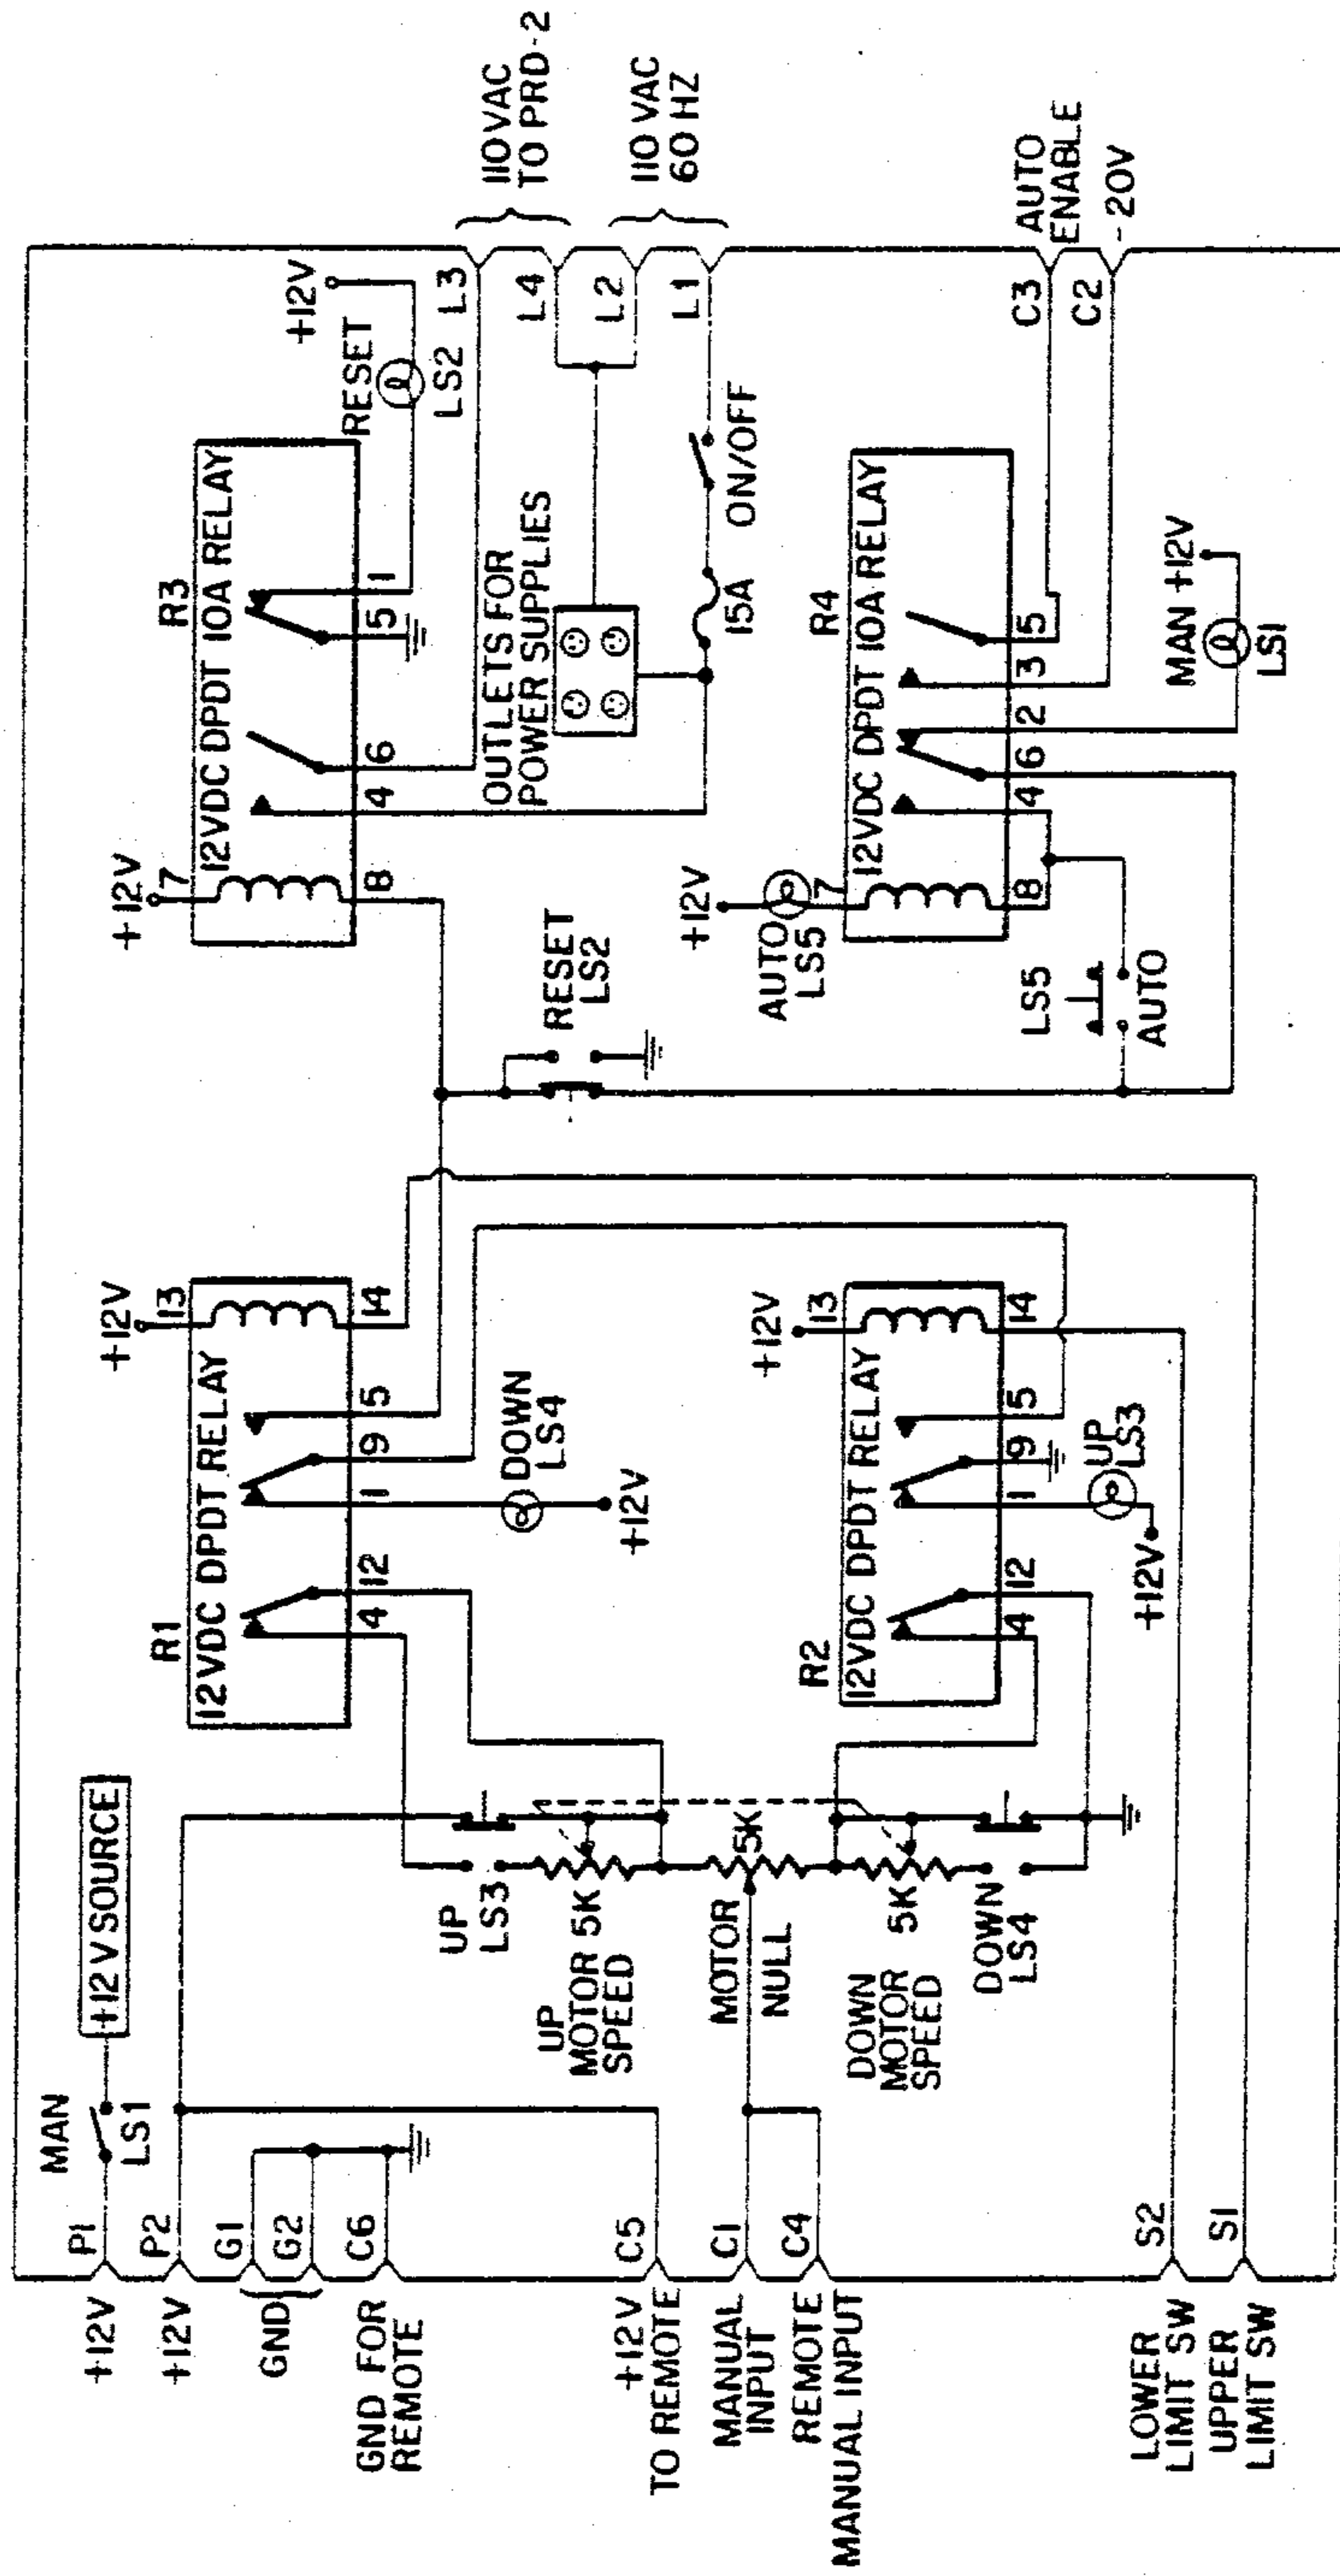 +12V
P1
MAN
LS1
+12V SOURCE
+12V
P2
GND
G1
G2
GND FOR
REMOTE
C6
+12V
TO REMOTE
C5
MANUAL
INPUT
C1
REMOTE
MANUAL INPUT
C4
LOWER
LIMIT SW
S2
UPPER
LIMIT SW
S1
UP
LS3
UP
MOTOR 5K
SPEED
MOTOR
NULL
5K
DOWN
MOTOR
SPEED
5K
DOWN
LS4
R1
12VDC DPDT RELAY
+12V
13
4
12
1
9
5
14
DOWN
LS4
+12V
R2
12VDC DPDT RELAY
+12V
13
4
12
1
9
5
14
UP
LS3
+12V
RESET
LS2
R3
12VDC DPDT 10A RELAY
+12V
7
8
4
6
5
1
RESET
LS2
+12V
OUTLETS FOR
POWER SUPPLIES
15A
ON/OFF
L3
L4
110VAC
TO PRD-2
L2
L1
110VAC
60 HZ
R4
12VDC DPDT 10A RELAY
+12V
AUTO
LS5
7
8
4
6
2
3
5
LS5
AUTO
MAN +12V
LS1
C3
AUTO
ENABLE
C2
-20V